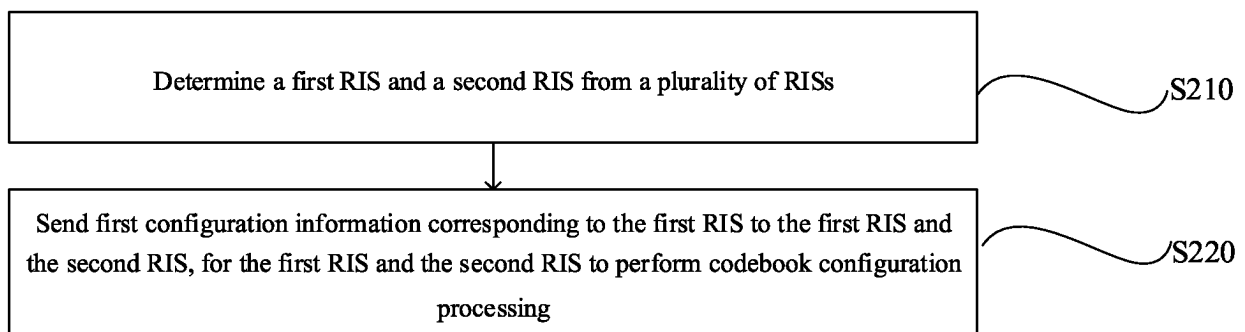 Determine a first RIS and a second RIS from a plurality of RISs
S210
Send first configuration information corresponding to the first RIS to the first RIS and
the second RIS, for the first RIS and the second RIS to perform codebook configuration
processing
S220